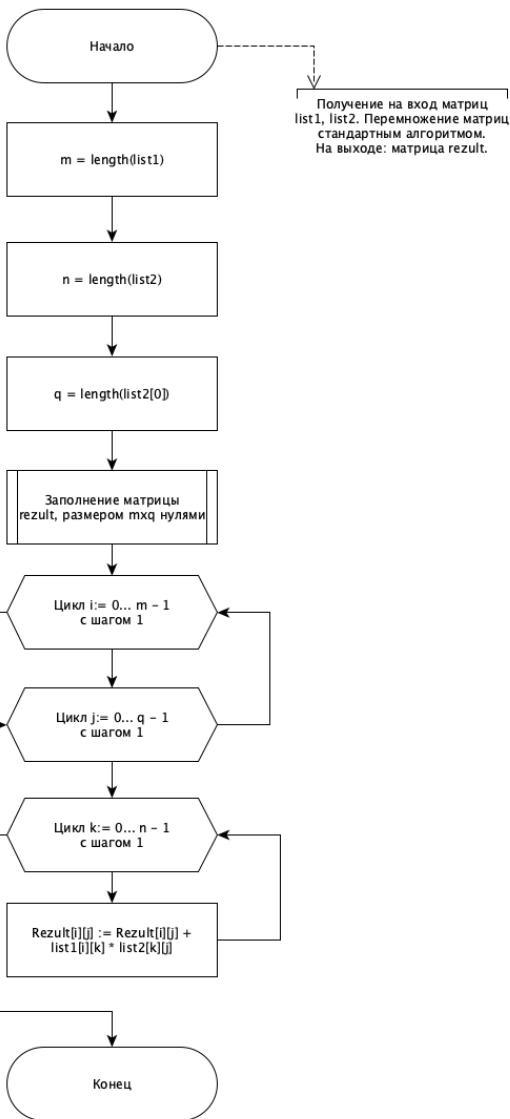 Начало
Получение на вход матриц
list1, list2. Перемножение матриц
стандартным алгоритмом.
На выходе: матрица rezult.
m = length(list1)
n = length(list2)
q = length(list2[0])
Заполнение матрицы
rezult, размером mxq нулями
Цикл i:= 0... m – 1
с шагом 1
Цикл j:= 0... q – 1
с шагом 1
Цикл k:= 0... n – 1
с шагом 1
Rezult[i][j] := Rezult[i][j] +
list1[i][k] * list2[k][j]
Конец